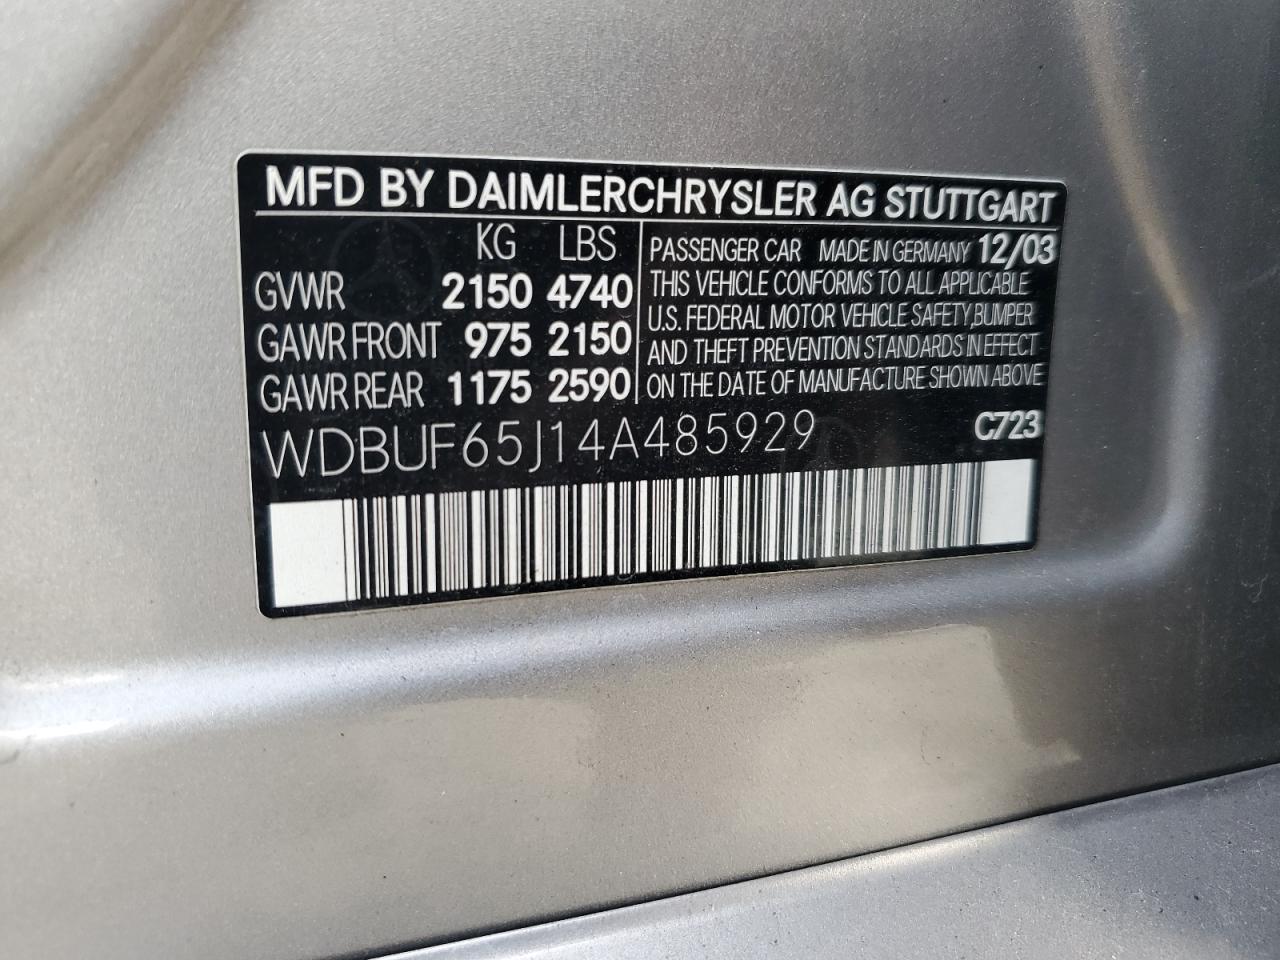 MFD BY DAIMLERCHRYSLER AG STUTTGART
KG LBS
GVWR 2150 4740
GAWR FRONT 975 2150
GAWR REAR 1175 2590
PASSENGER CAR MADE IN GERMANY 12/03
THIS VEHICLE CONFORMS TO ALL APPLICABLE
U.S. FEDERAL MOTOR VEHICLE SAFETY,BUMPER
AND THEFT PREVENTION STANDARDS IN EFFECT
ON THE DATE OF MANUFACTURE SHOWN ABOVE
WDBUF65J14A485929 C723